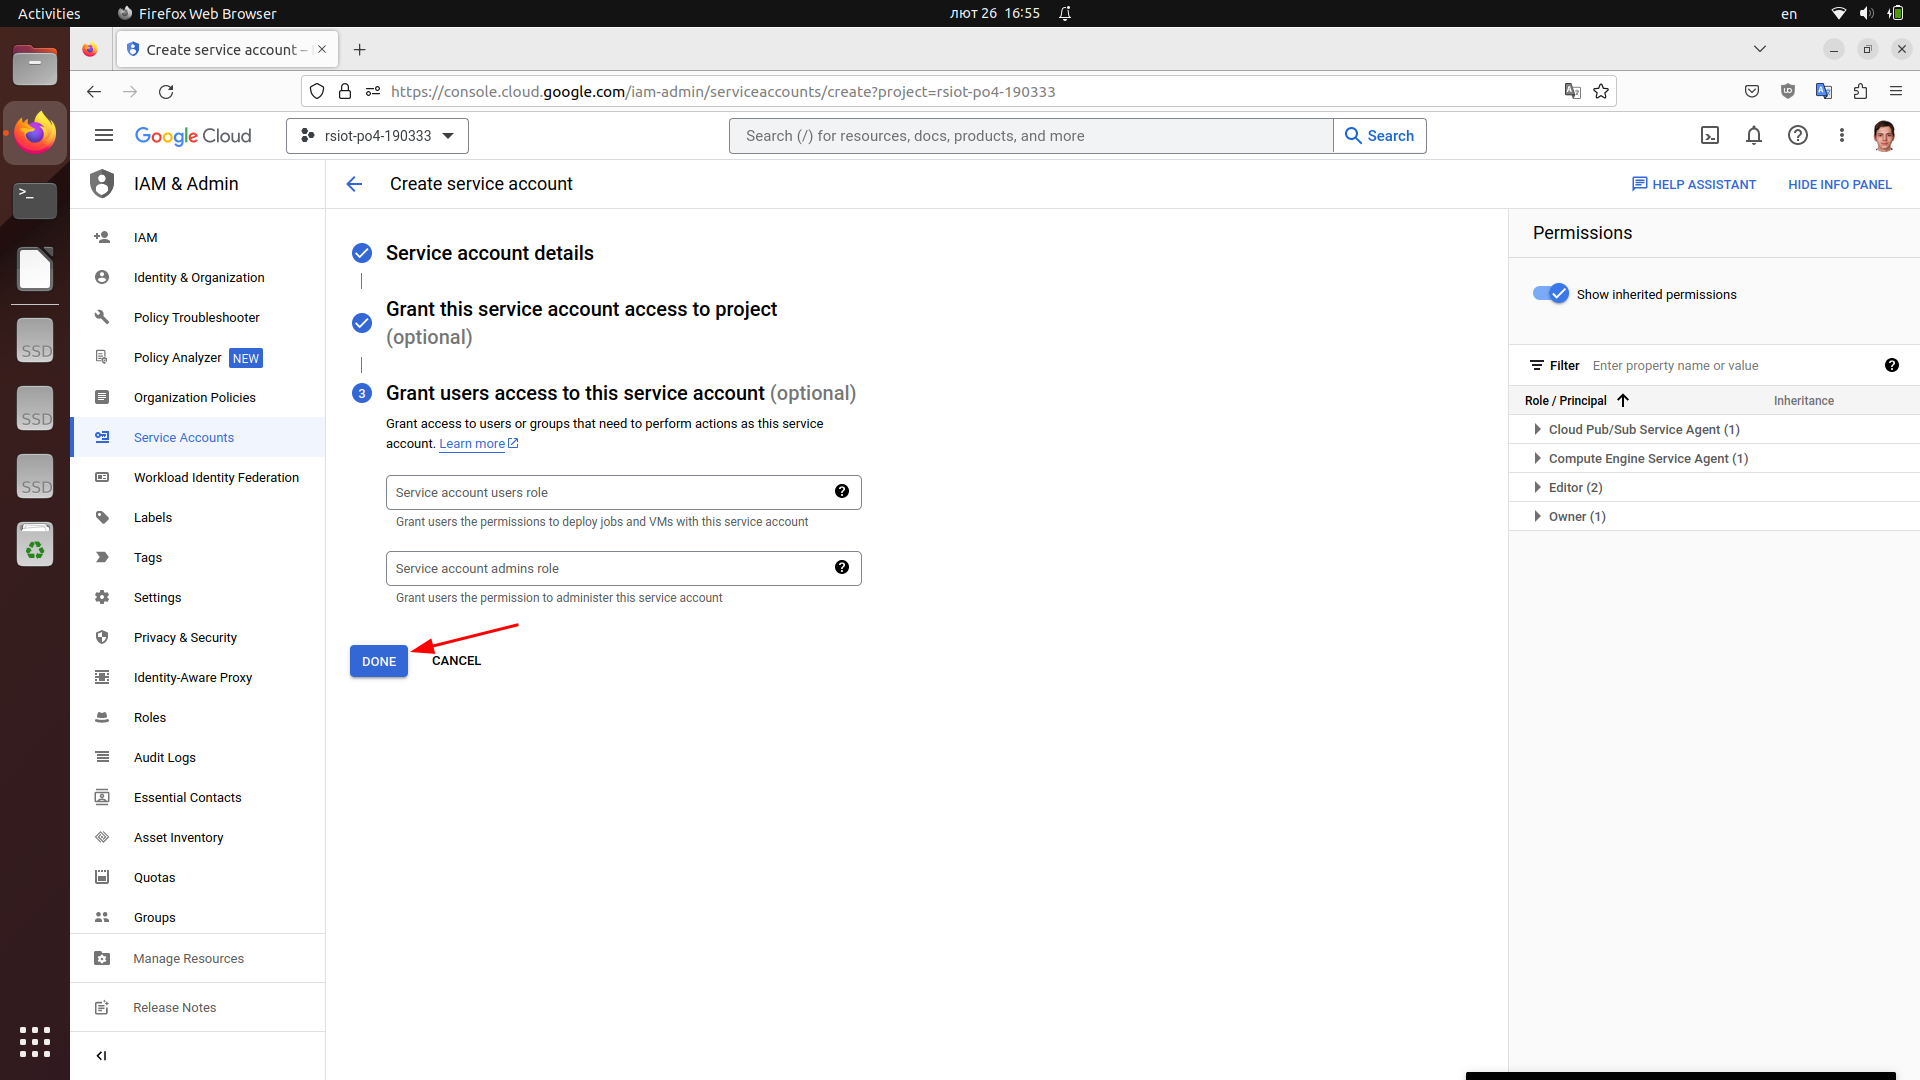 Activities
Firefox Web Browser
лют 26 16:55
en
Create service account –
https://console.cloud.google.com/iam-admin/serviceaccounts/create?project=rsiot-po4-190333
Google Cloud
rsiot-po4-190333
Search (/) for resources, docs, products, and more
Search
IAM & Admin
Create service account
HELP ASSISTANT
HIDE INFO PANEL
IAM
Identity & Organization
Policy Troubleshooter
Policy Analyzer NEW
Organization Policies
Service Accounts
Workload Identity Federation
Labels
Tags
Settings
Privacy & Security
Identity-Aware Proxy
Roles
Audit Logs
Essential Contacts
Asset Inventory
Quotas
Groups
Manage Resources
Release Notes
SSD
SSD
SSD
Service account details
Grant this service account access to project
(optional)
3 Grant users access to this service account (optional)
Grant access to users or groups that need to perform actions as this service
account. Learn more
Service account users role
Grant users the permissions to deploy jobs and VMs with this service account
Service account admins role
Grant users the permission to administer this service account
DONE
CANCEL
Permissions
Show inherited permissions
Filter Enter property name or value
Role / Principal
Inheritance
Cloud Pub/Sub Service Agent (1)
Compute Engine Service Agent (1)
Editor (2)
Owner (1)